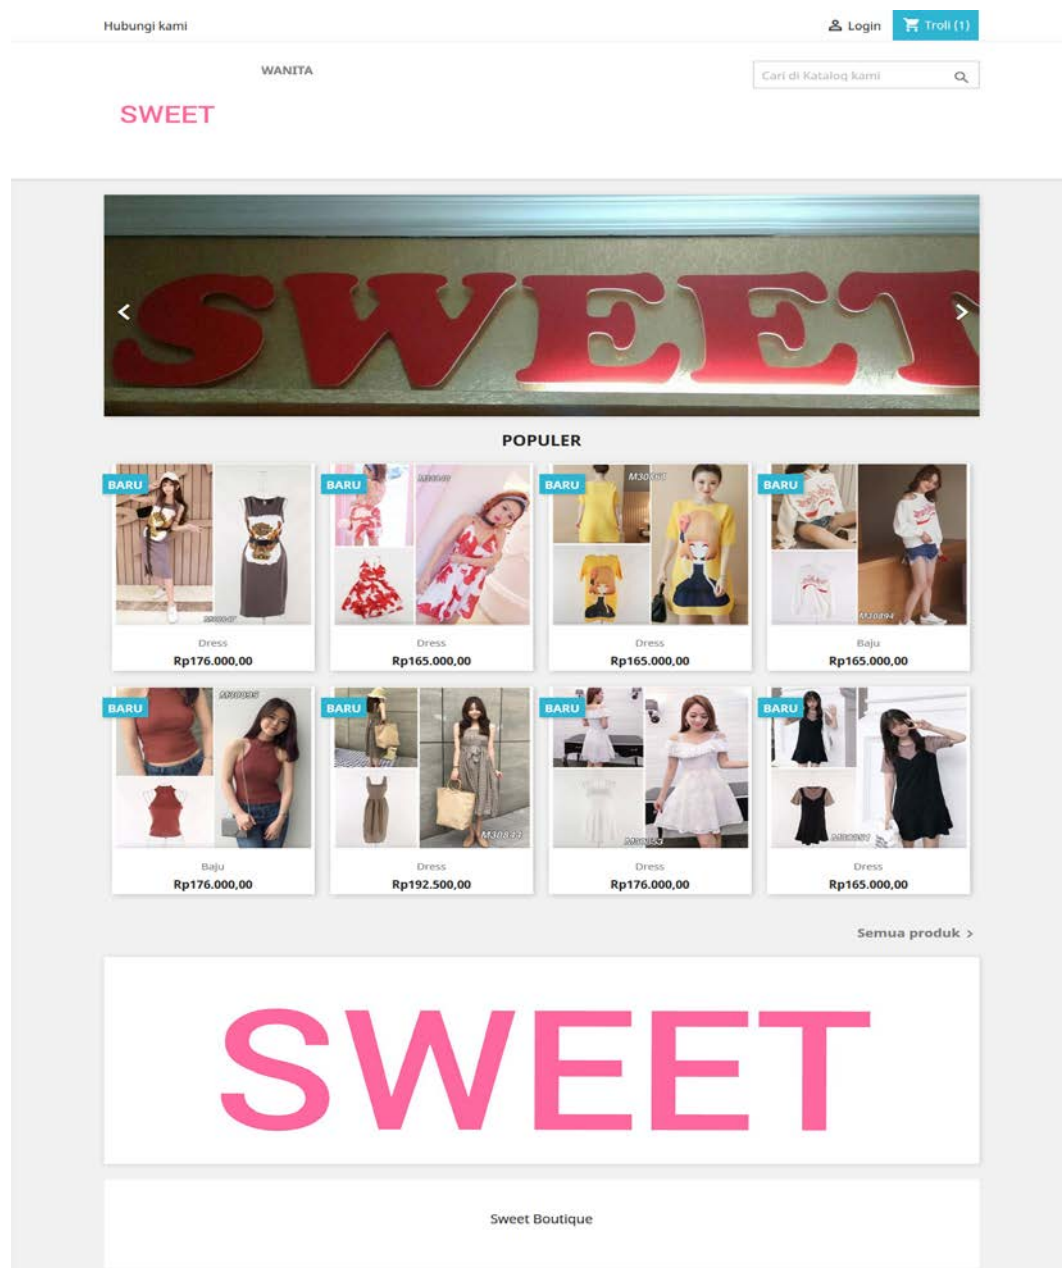 Hubungi kami
Login
Troli (1)
WANITA
Cari di Katalog kami
SWEET
SWEET
POPULER
BARU
BARU
M30864
BARU
BARU
M30894
Dress
Dress
Dress
Baju
Rp176.000,00
Rp165.000,00
Rp165.000,00
Rp165.000,00
BARU
BARU
M30844
BARU
BARU
Baju
Dress
Dress
Dress
Rp176.000,00
Rp192.500,00
Rp176.000,00
Rp165.000,00
Semua produk
SWEET
Sweet Boutique